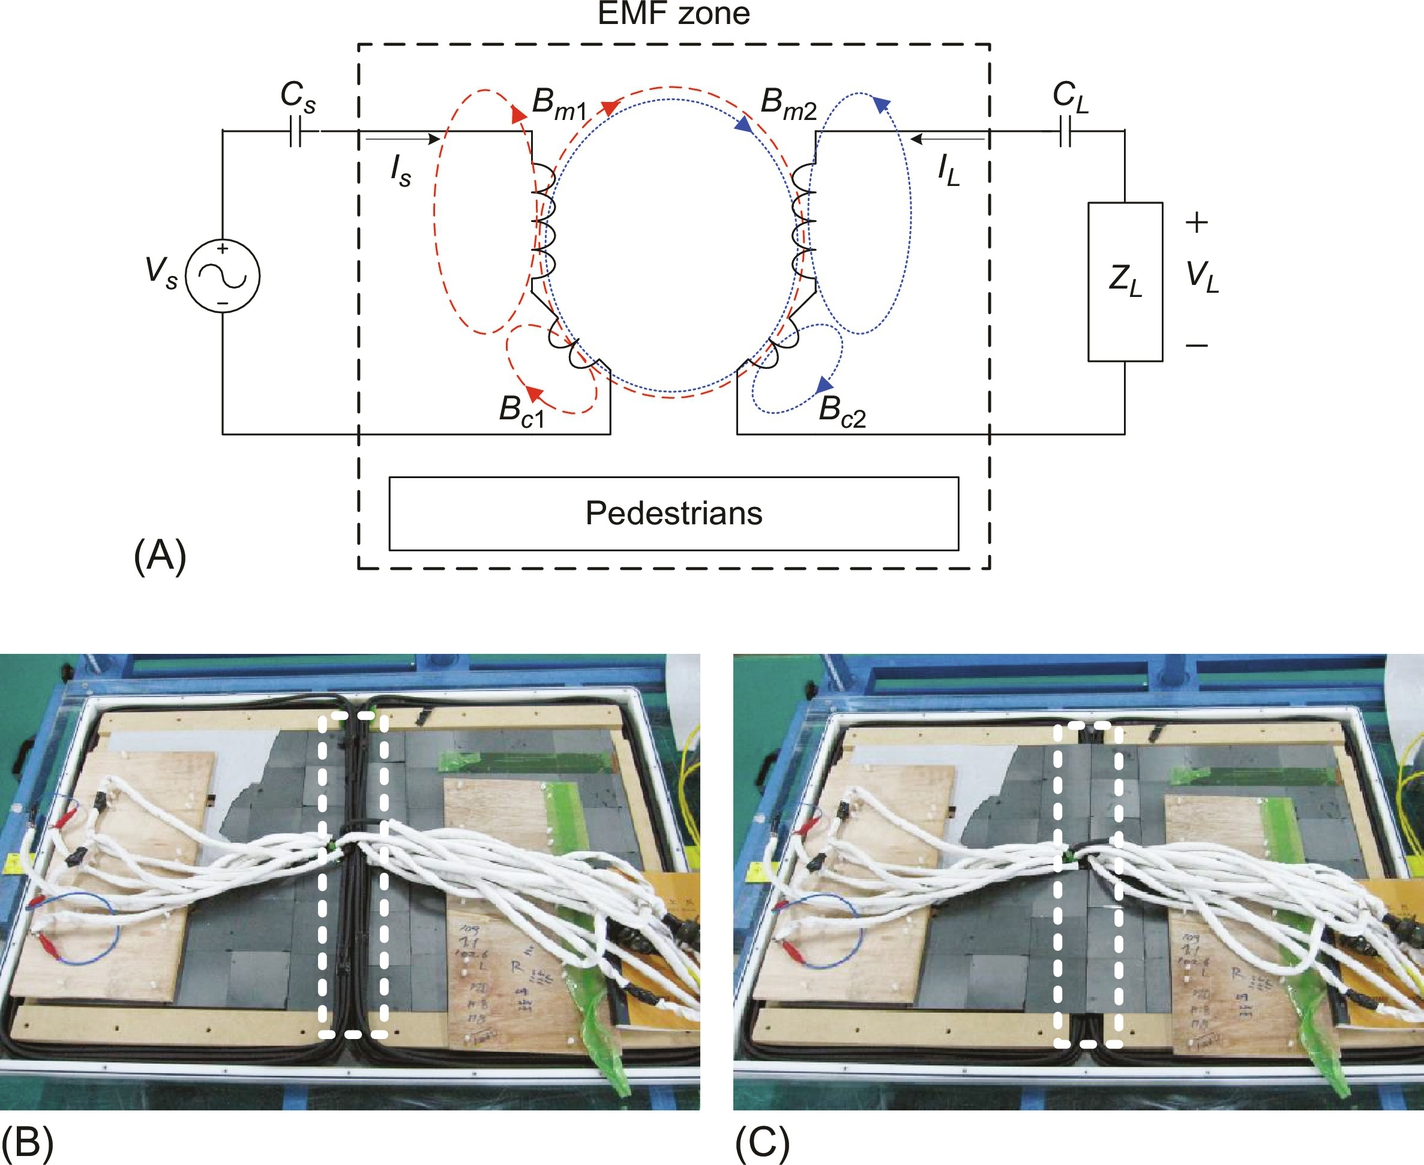 EMF zone
C_s
B_m1
B_m2
C_L
I_s
I_L
+
V_s
−
Z_L
+
V_L
−
B_c1
B_c2
Pedestrians
(A)
(B)
(C)